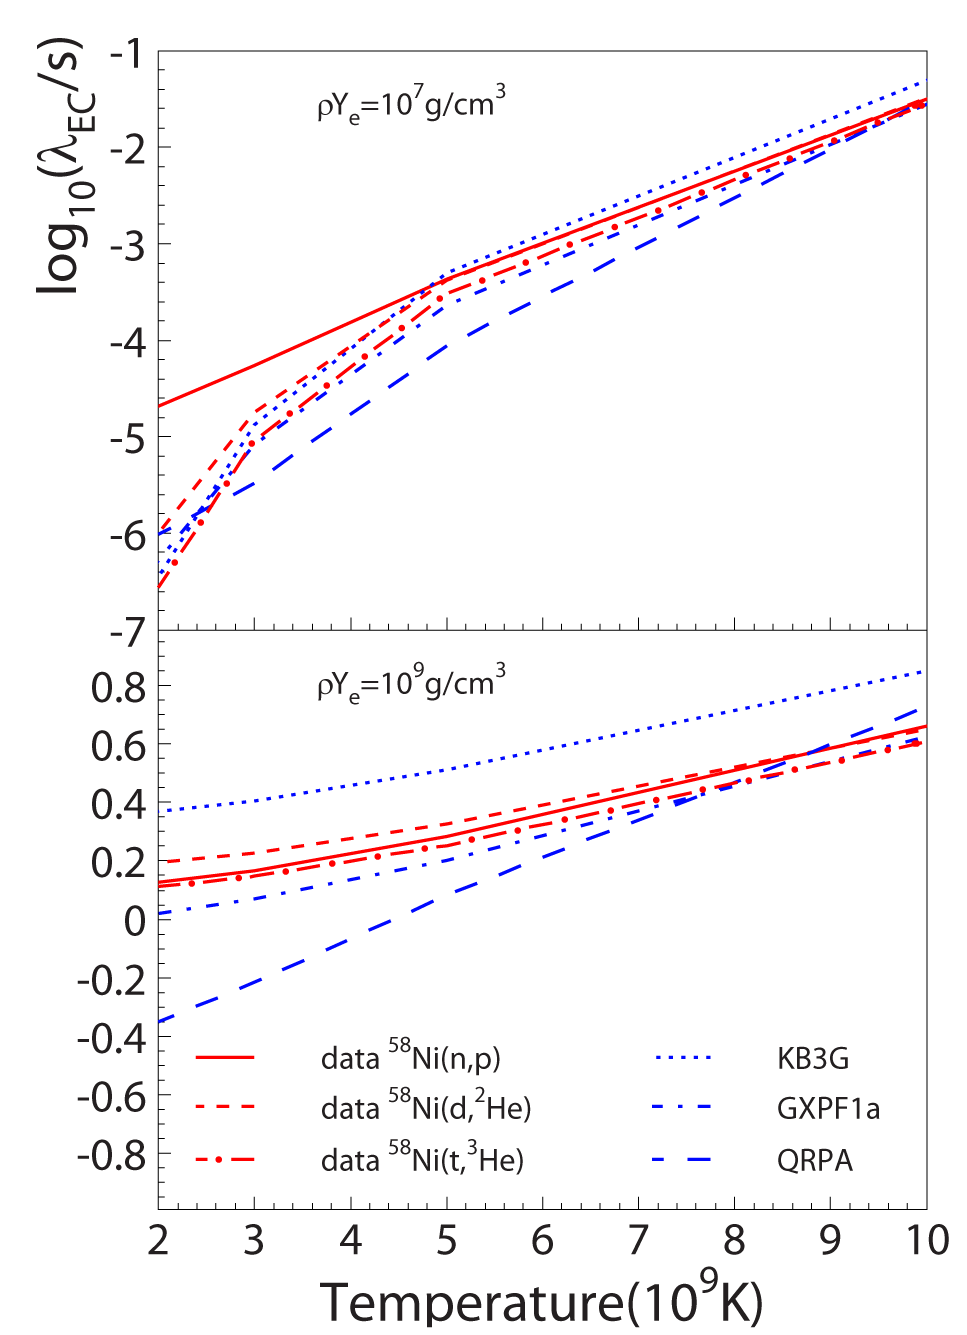 log₁₀(λ_EC/s)
-1
ρYₑ=10⁷g/cm³
-2
-3
-4
-5
-6
-7
ρYₑ=10⁹g/cm³
0.8
0.6
0.4
0.2
0
-0.2
-0.4
data ⁵⁸Ni(n,p) KB3G
-0.6
data ⁵⁸Ni(d,²He) GXPF1a
-0.8
data ⁵⁸Ni(t,³He) QRPA
2 3 4 5 6 7 8 9 10
Temperature(10⁹K)